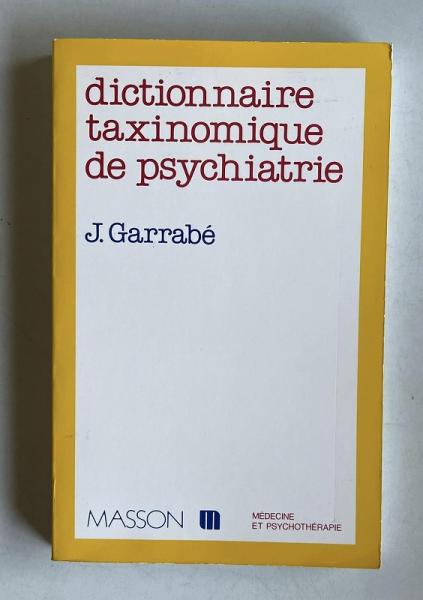 dictionnaire
taxinomique
de psychiatrie
J. Garrabé
MASSON m
MÉDECINE
ET PSYCHOTHÉRAPIE